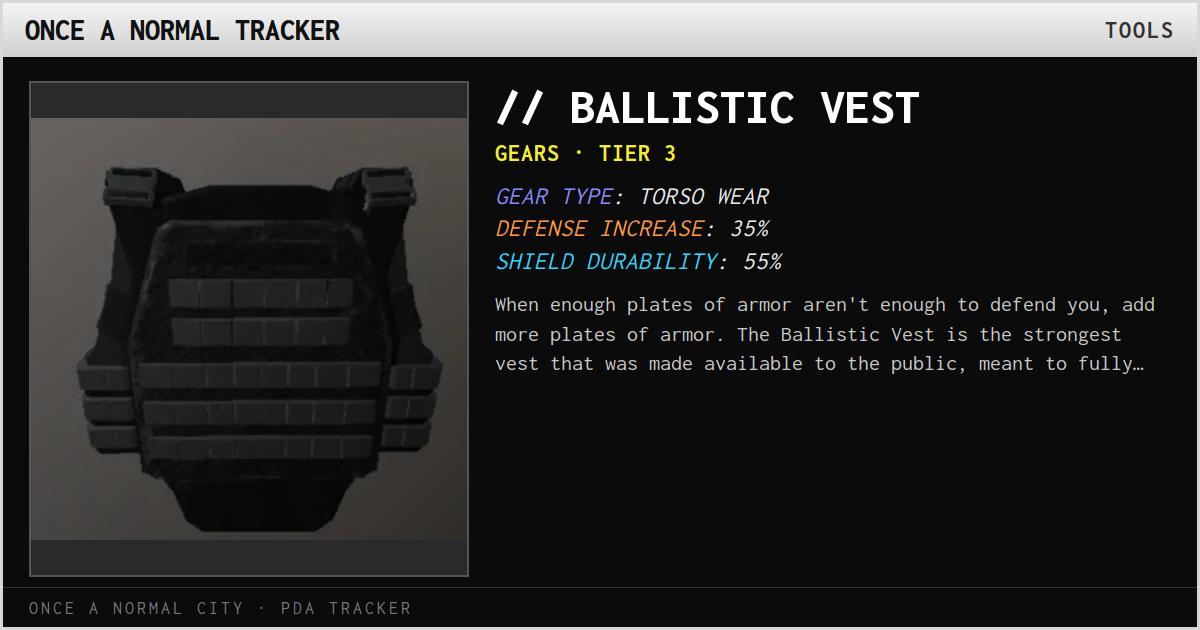 ONCE A NORMAL TRACKER
TOOLS
// BALLISTIC VEST
GEARS · TIER 3
GEAR TYPE: TORSO WEAR
DEFENSE INCREASE: 35%
SHIELD DURABILITY: 55%
When enough plates of armor aren't enough to defend you, add
more plates of armor. The Ballistic Vest is the strongest
vest that was made available to the public, meant to fully…
ONCE A NORMAL CITY · PDA TRACKER